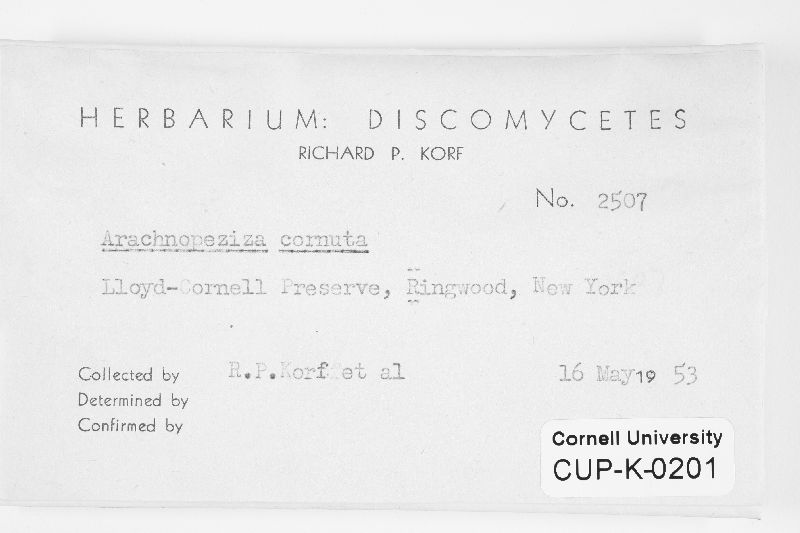 HERBARIUM: DISCOMYCETES
RICHARD P. KORF
No. 2507
Arachnopeziza cornuta
Lloyd-Cornell Preserve, Ringwood, New York
Collected by R.P.Korf et al 16 May 19 53
Determined by
Confirmed by
Cornell University
CUP-K-0201